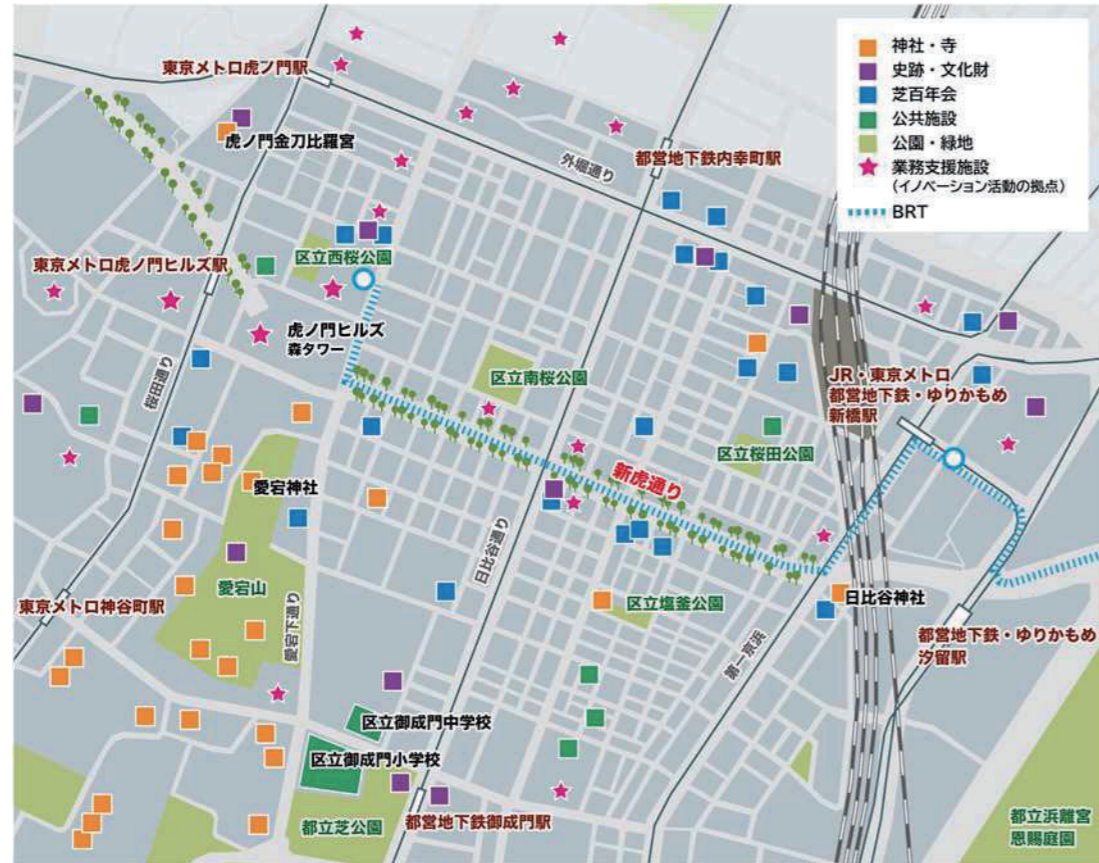 神社・寺
史跡・文化財
芝百年会
公共施設
公園・緑地
業務支援施設
(イノベーション活動の拠点)
BRT
東京メトロ虎ノ門駅
虎ノ門金刀比羅宮
都営地下鉄内幸町駅
外堀通り
東京メトロ虎ノ門ヒルズ駅
区立西桜公園
虎ノ門ヒルズ
森タワー
桜田通り
区立南桜公園
JR・東京メトロ
都営地下鉄・ゆりかもめ
新橋駅
区立桜田公園
新虎通り
愛宕神社
日比谷通り
愛宕山
東京メトロ神谷町駅
愛宕下通り
区立塩釜公園
日比谷神社
第一京浜
都営地下鉄・ゆりかもめ
汐留駅
区立御成門中学校
区立御成門小学校
都立芝公園
都営地下鉄御成門駅
都立浜離宮
恩賜庭園